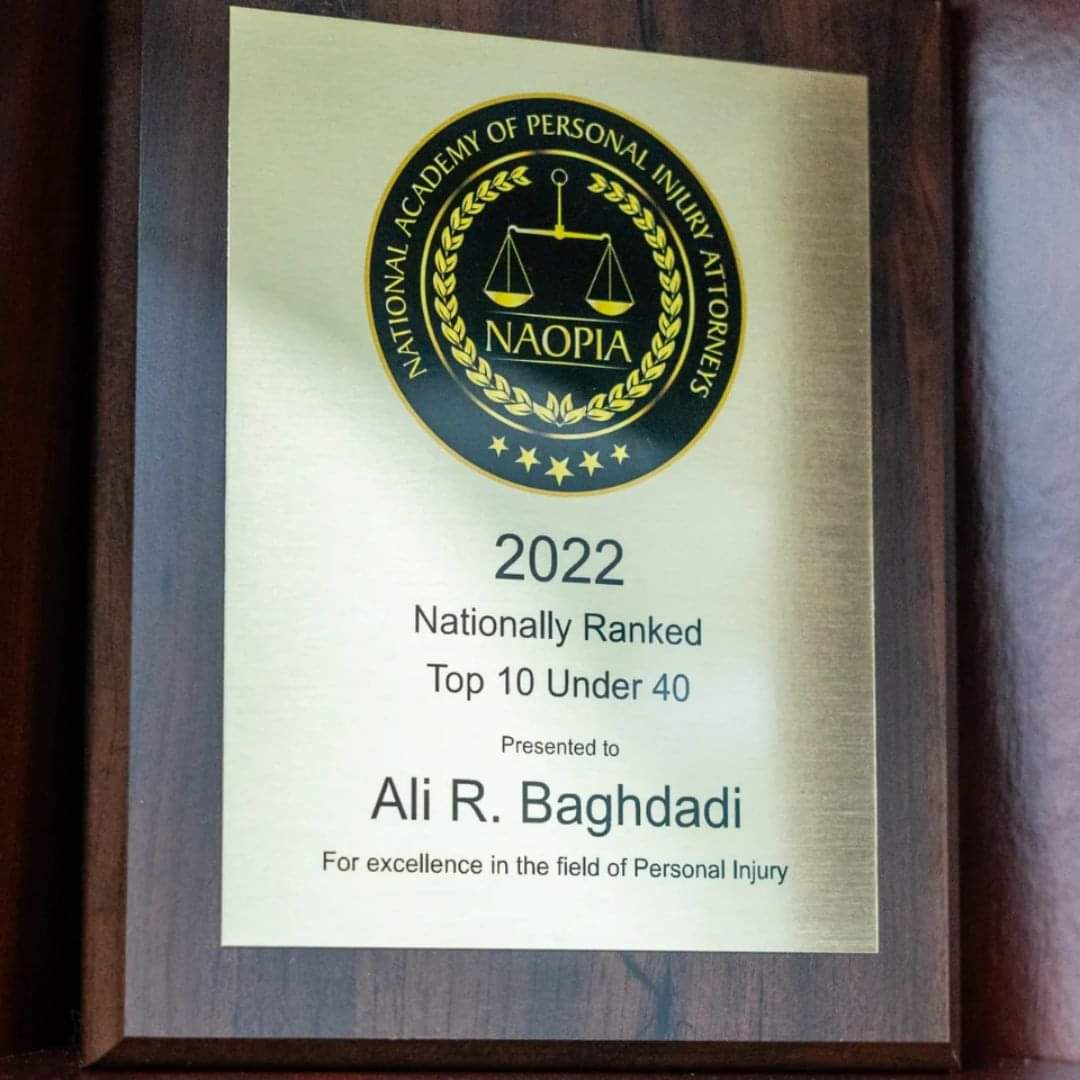 NATIONAL ACADEMY OF PERSONAL INJURY ATTORNEYS
NAOPIA
2022
Nationally Ranked
Top 10 Under 40
Presented to
Ali R. Baghdadi
For excellence in the field of Personal Injury